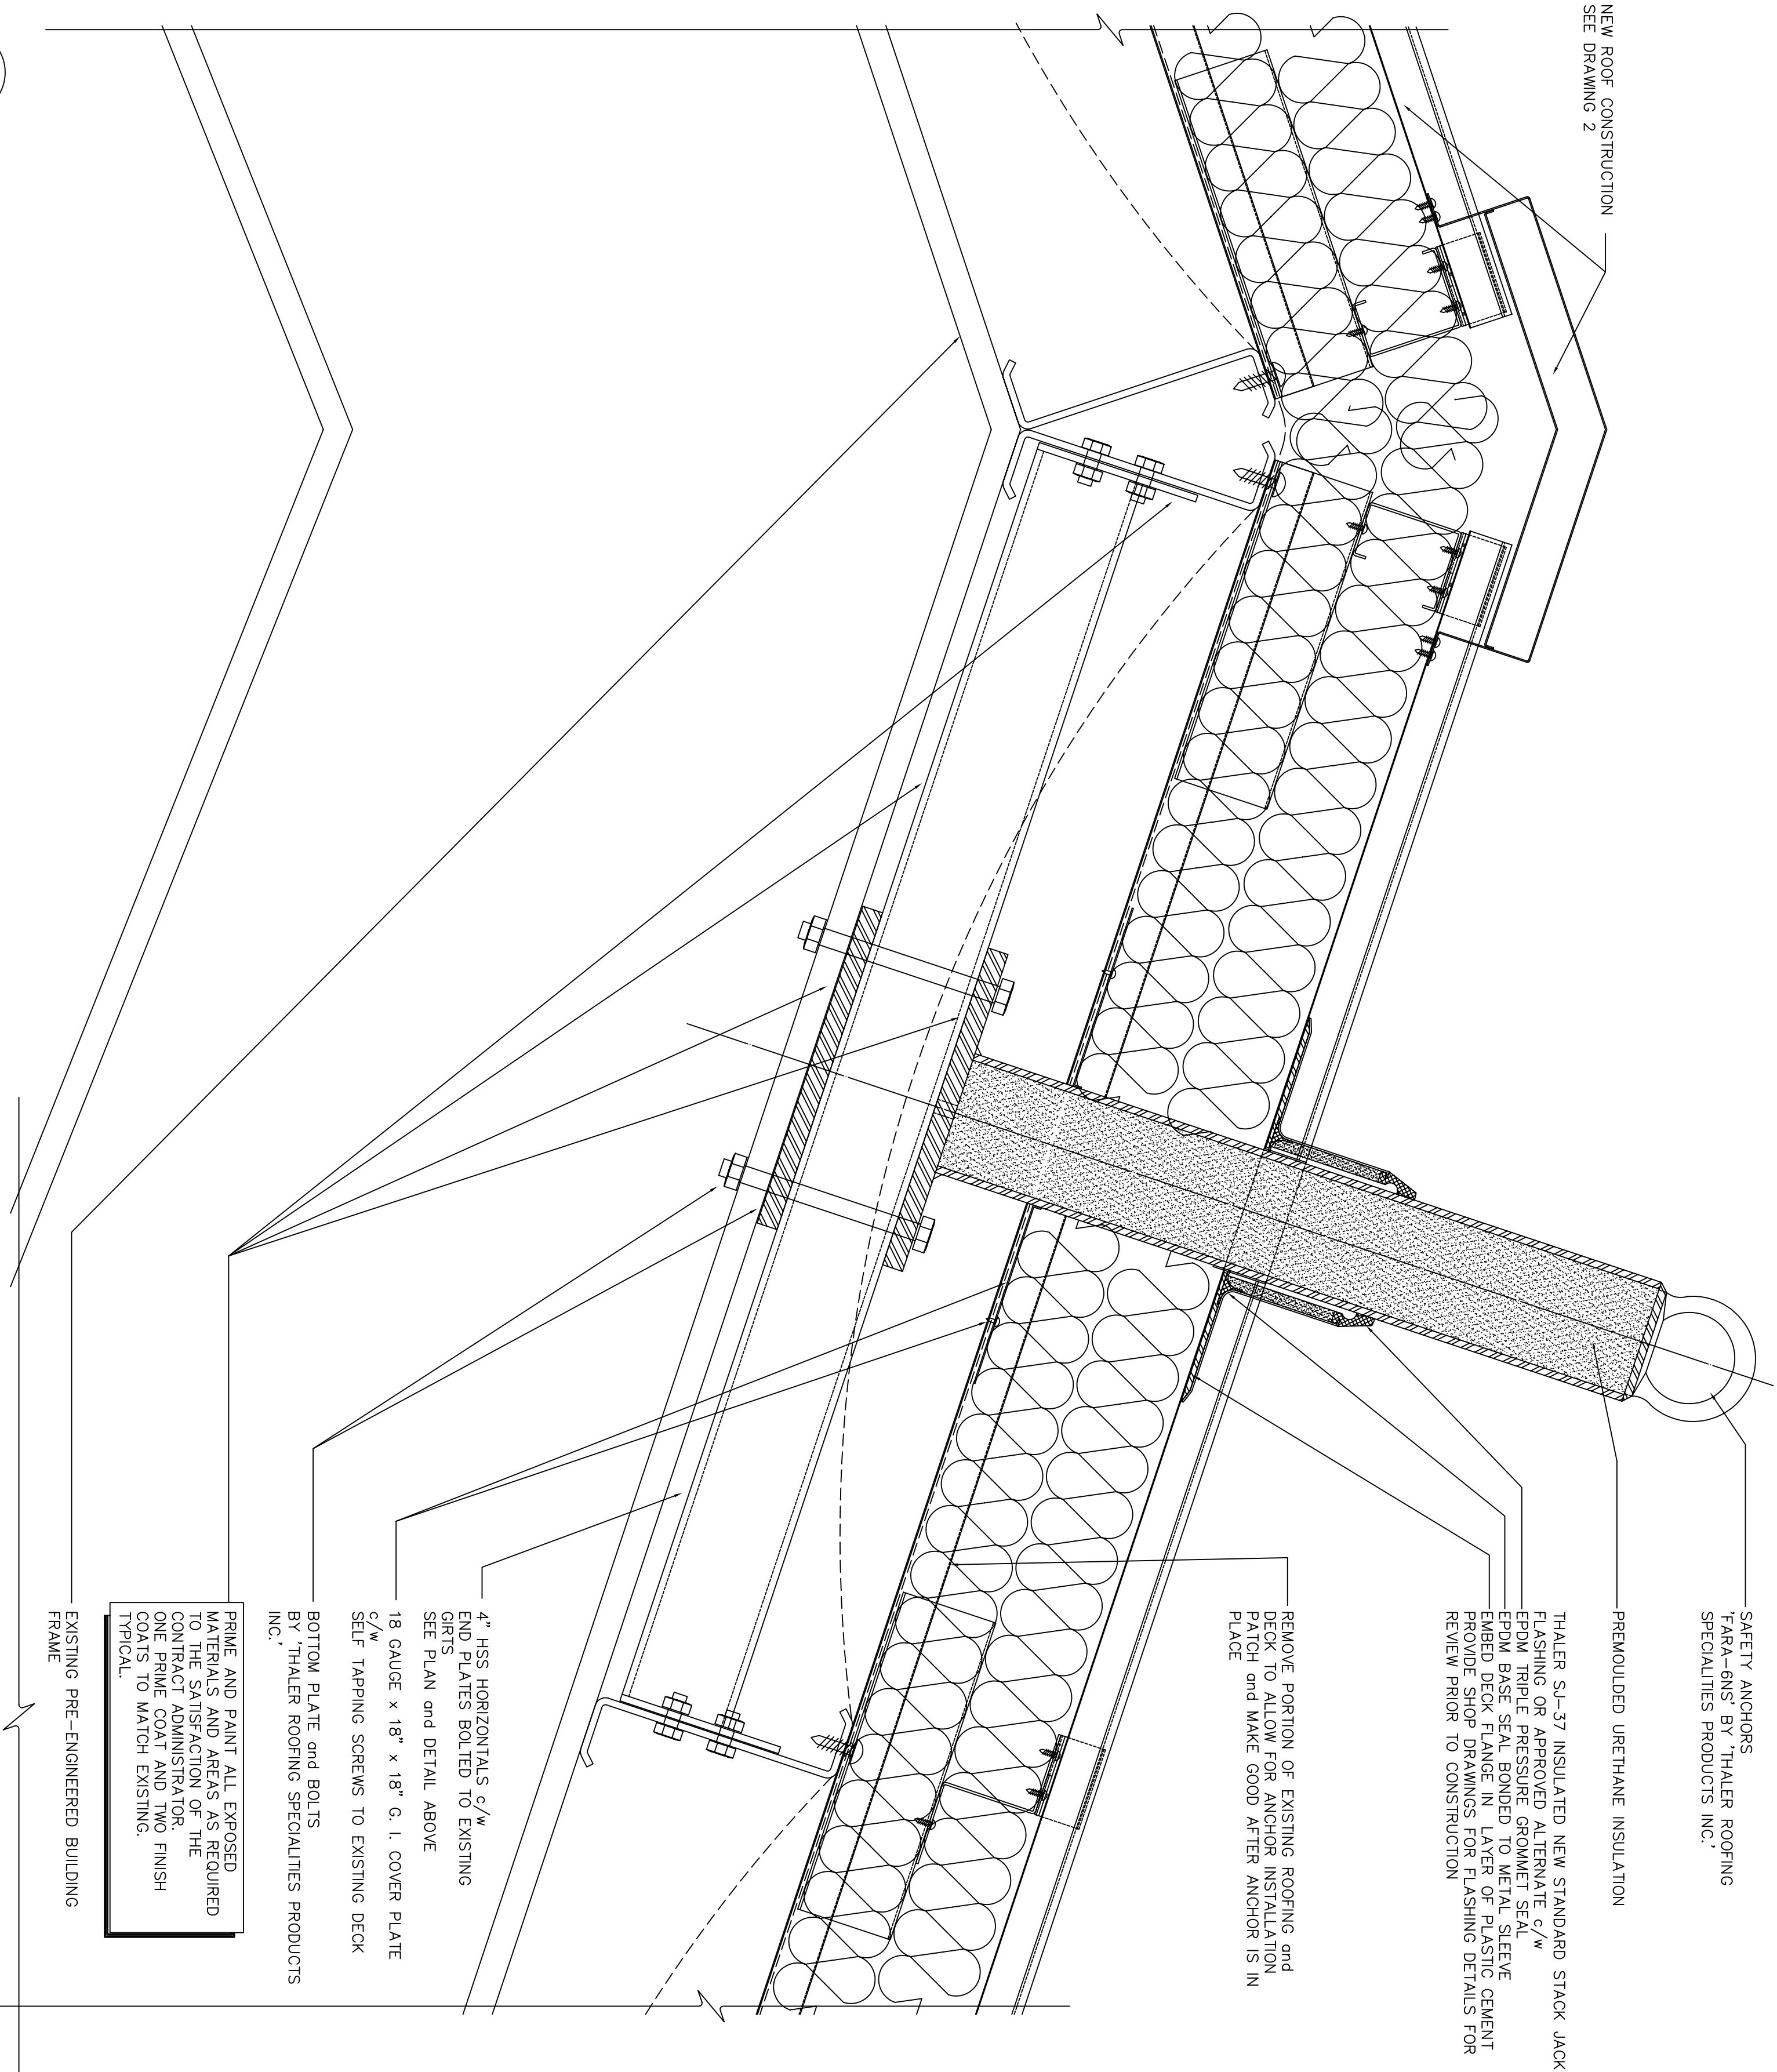 NEW ROOF CONSTRUCTION
SEE DRAWING 2
SAFETY ANCHORS
'FARA-6NS' BY 'THALER ROOFING
SPECIALITIES PRODUCTS INC.'
PREMOULDED URETHANE INSULATION
THALER SJ-37 INSULATED NEW STANDARD STACK JACK
FLASHING OR APPROVED ALTERNATE c/w
EPDM TRIPLE PRESSURE GROMMET SEAL
EPDM BASE SEAL BONDED TO METAL SLEEVE
EMBED DECK FLANGE IN LAYER OF PLASTIC CEMENT
PROVIDE SHOP DRAWINGS FOR FLASHING DETAILS FOR
REVIEW PRIOR TO CONSTRUCTION
REMOVE PORTION OF EXISTING ROOFING and
DECK TO ALLOW FOR ANCHOR INSTALLATION
PATCH and MAKE GOOD AFTER ANCHOR IS IN
PLACE
4" HSS HORIZONTALS c/w
END PLATES BOLTED TO EXISTING
GIRTS
SEE PLAN and DETAIL ABOVE
18 GAUGE x 18" x 18" G. I. COVER PLATE
c/w
SELF TAPPING SCREWS TO EXISTING DECK
BOTTOM PLATE and BOLTS
BY 'THALER ROOFING SPECIALITIES PRODUCTS
INC.'
PRIME AND PAINT ALL EXPOSED
MATERIALS AND AREAS AS REQUIRED
TO THE SATISFACTION OF THE
CONTRACT ADMINISTRATOR.
ONE PRIME COAT AND TWO FINISH
COATS TO MATCH EXISTING.
TYPICAL.
EXISTING PRE-ENGINEERED BUILDING
FRAME